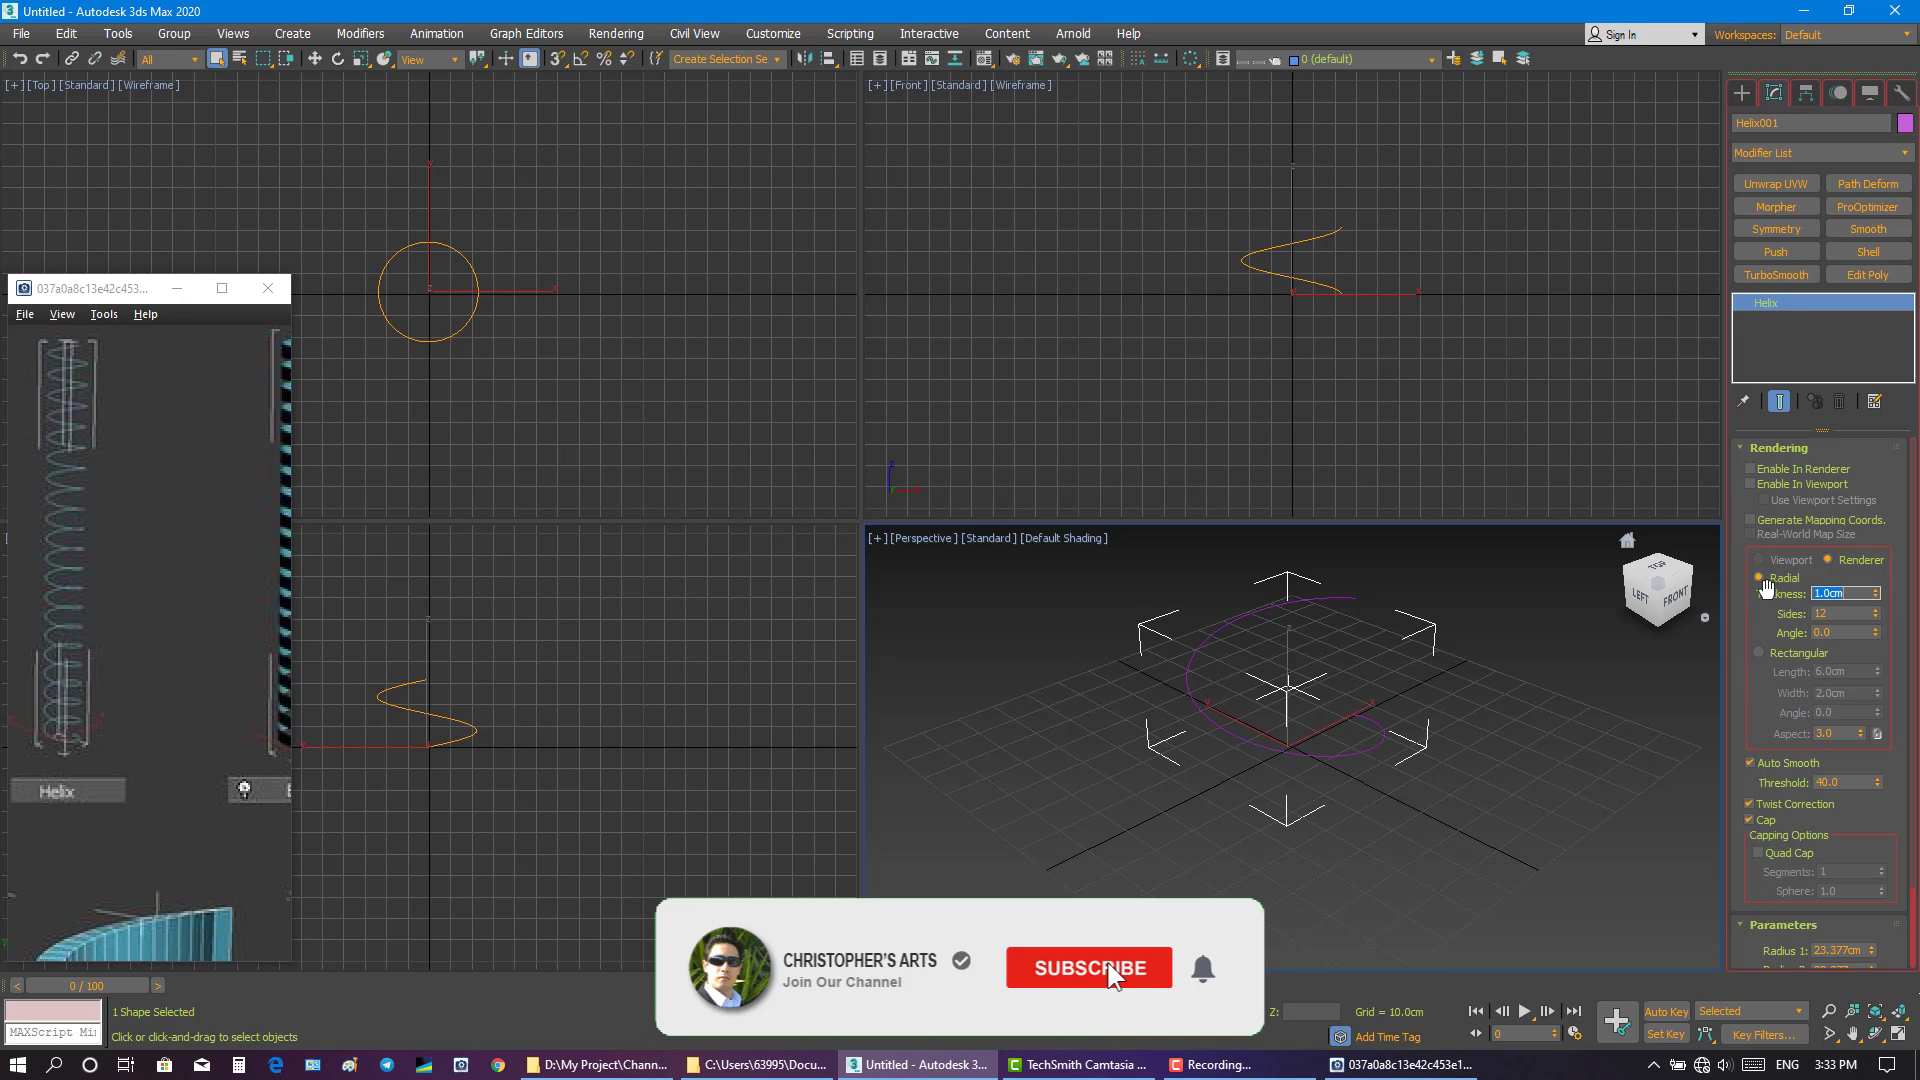 Untitled - Autodesk 3ds Max 2020
File Edit Tools Group Views Create Modifiers Animation Graph Editors Rendering Civil View Customize Scripting Interactive Content Arnold Help
Sign In
Workspaces: Default
All
View
Create Selection Se
0 (default)
[+] [Top] [Standard] [Wireframe]
[+] [Front] [Standard] [Wireframe]
Helix001
Modifier List
Unwrap UVW Path Deform
Morpher ProOptimizer
Symmetry Smooth
Push Shell
TurboSmooth Edit Poly
Helix
037a0a8c13e42c453...
File View Tools Help
Helix
[+] [Perspective] [Standard] [Default Shading]
TOP
LEFT FRONT
Rendering
Enable In Renderer
Enable In Viewport
Use Viewport Settings
Generate Mapping Coords.
Real-World Map Size
Viewport Renderer
Radial
kness: 1.0cm
Sides: 12
Angle: 0.0
Rectangular
Length: 6.0cm
Width: 2.0cm
Angle: 0.0
Aspect: 3.0
Auto Smooth
Threshold: 40.0
Twist Correction
Cap
Capping Options
Quad Cap
Segments: 1
Sphere: 1.0
Parameters
Radius 1: 23.377cm
CHRISTOPHER'S ARTS
Join Our Channel
SUBSCRIBE
0 / 100
1 Shape Selected
Click or click-and-drag to select objects
MAXScript Mi
Z:
Grid = 10.0cm
Add Time Tag
0
Auto Key Selected
Set Key Key Filters...
D:\My Project\Chann...
C:\Users\63995\Docu...
Untitled - Autodesk 3...
TechSmith Camtasia ...
Recording...
037a0a8c13e42c453e1...
ENG
3:33 PM